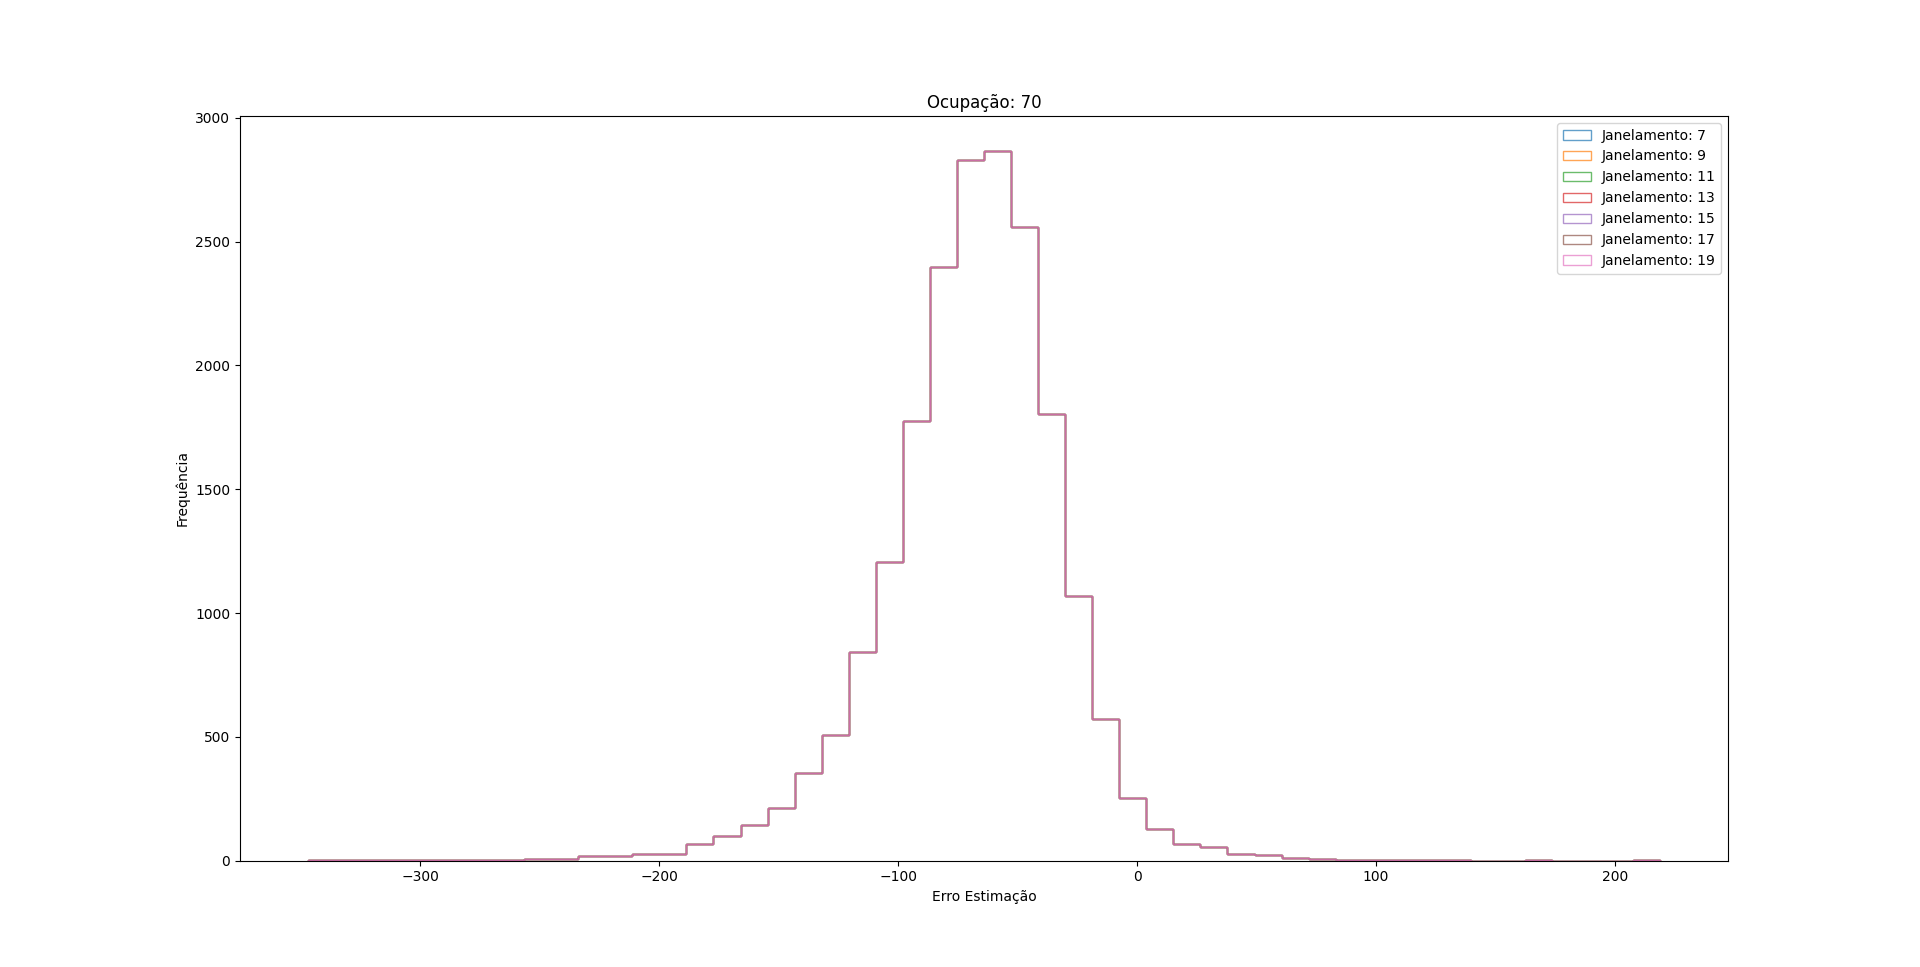 Ocupação: 70
3000
2500
2000
1500
1000
500
0
Frequência
−300
−200
−100
0
100
200
Erro Estimação
Janelamento: 7
Janelamento: 9
Janelamento: 11
Janelamento: 13
Janelamento: 15
Janelamento: 17
Janelamento: 19